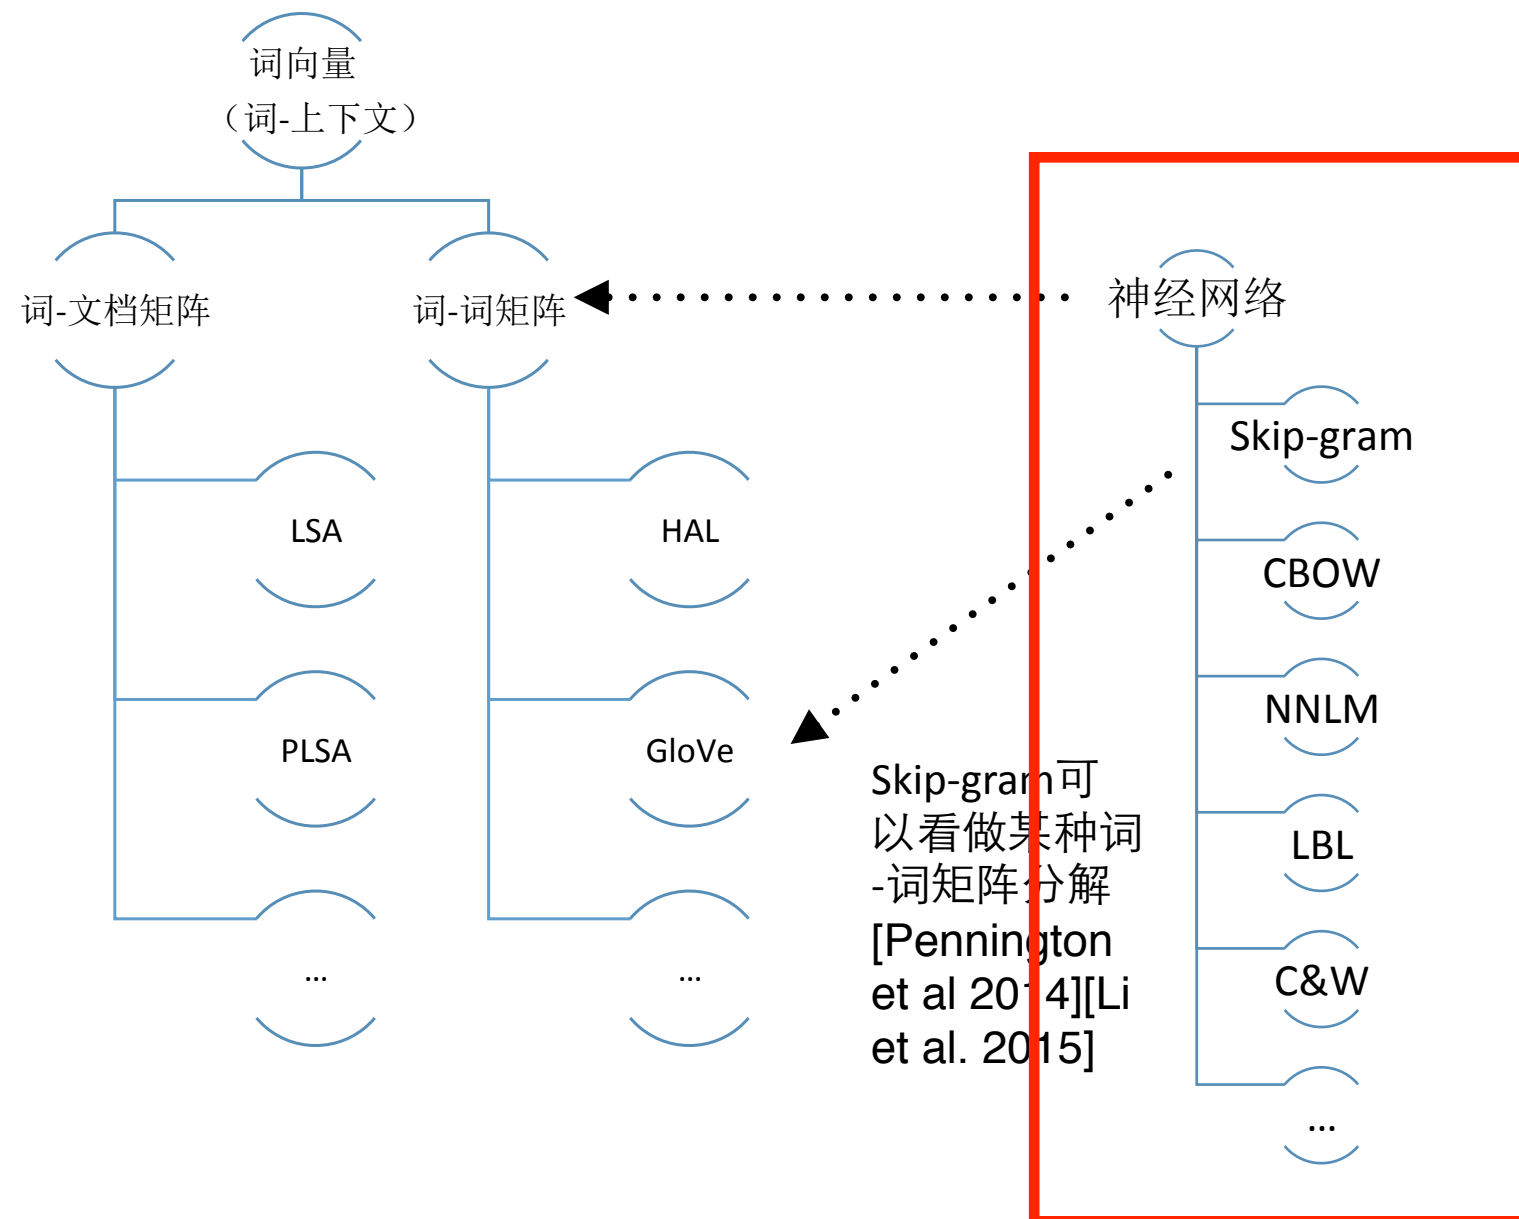 词向量
（词-上下文）
词-文档矩阵
词-词矩阵
神经网络
LSA
PLSA
...
HAL
GloVe
...
Skip-gram可
以看做某种词
-词矩阵分解
[Pennington
et al 2014][Li
et al. 2015]
Skip-gram
CBOW
NNLM
LBL
C&W
...